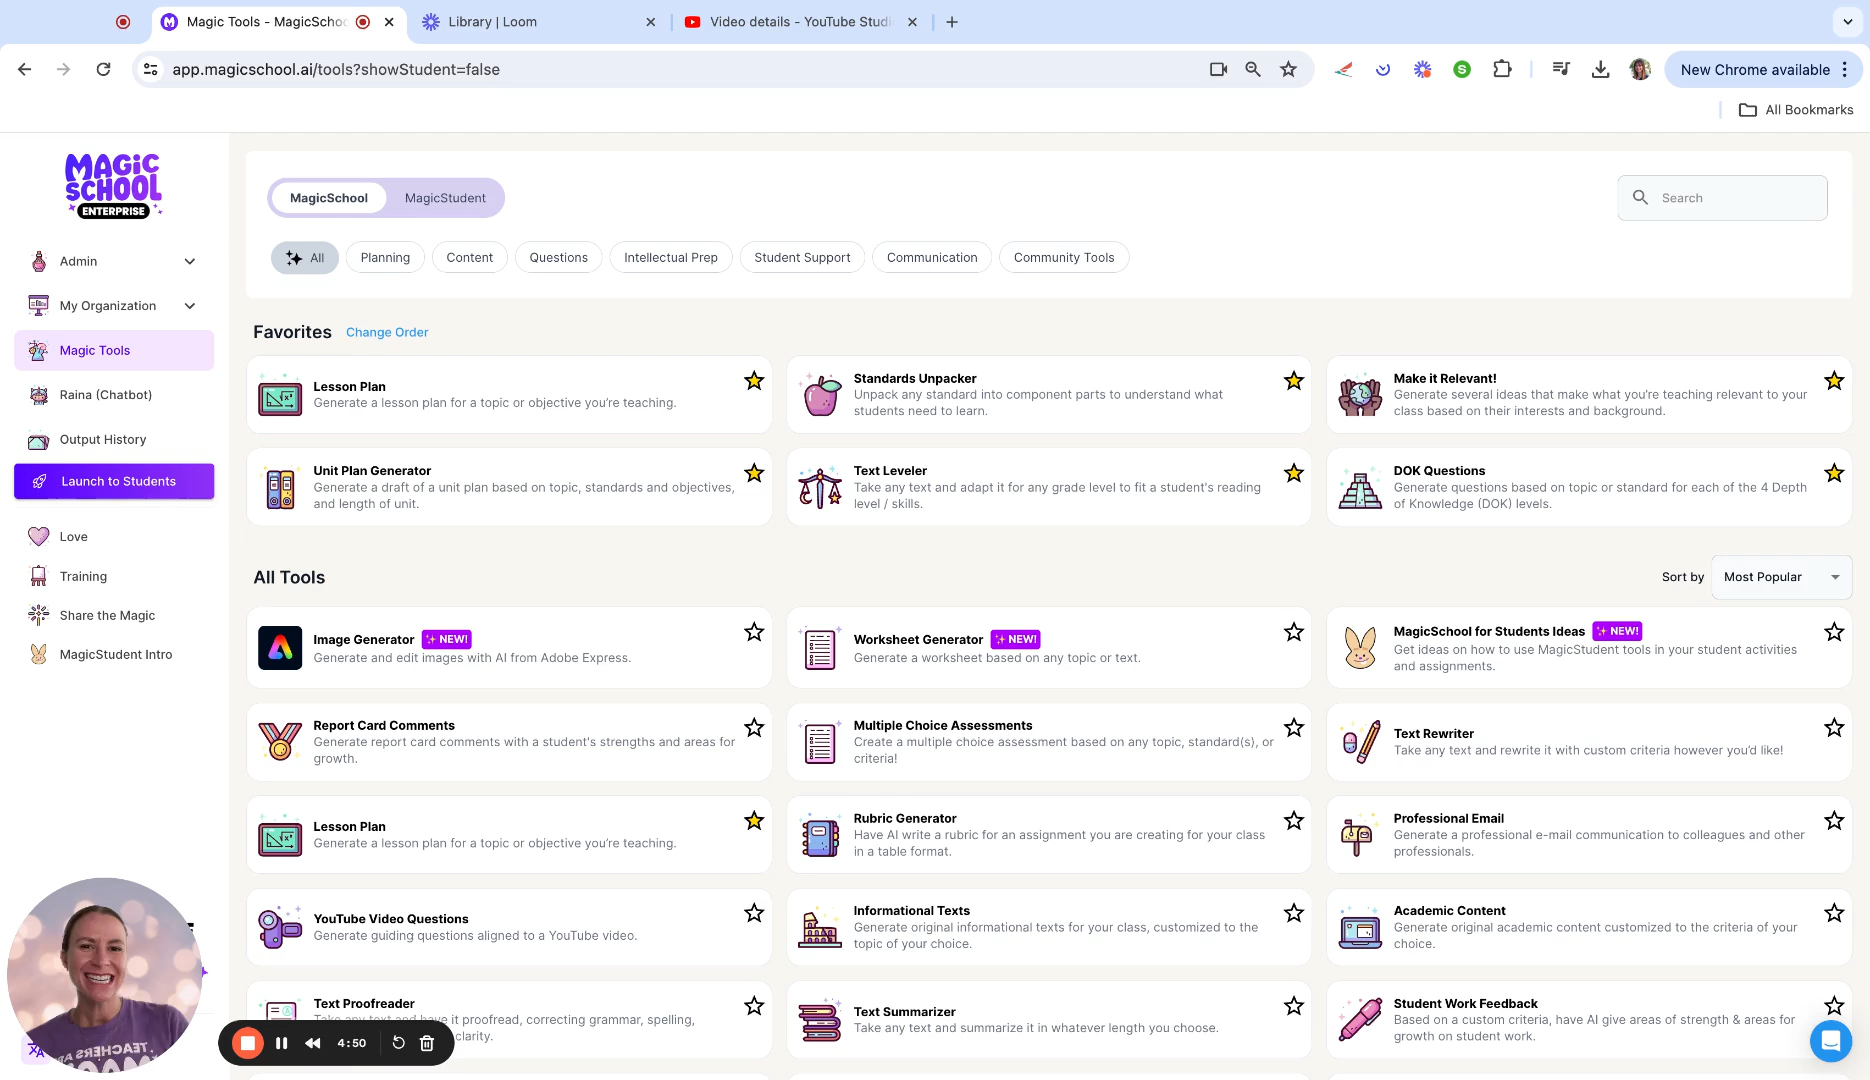 Magic Tools - MagicSchoo
Library | Loom
Video details - YouTube Studi
app.magicschool.ai/tools?showStudent=false
S
New Chrome available
All Bookmarks
MAGiC
SCHOOL
ENTERPRISE
Admin
My Organization
Magic Tools
Raina (Chatbot)
Output History
Launch to Students
Love
Training
Share the Magic
MagicStudent Intro
MagicSchool
MagicStudent
Search
All
Planning
Content
Questions
Intellectual Prep
Student Support
Communication
Community Tools
Favorites
Change Order
Lesson Plan
Generate a lesson plan for a topic or objective you're teaching.
Standards Unpacker
Unpack any standard into component parts to understand what
students need to learn.
Make it Relevant!
Generate several ideas that make what you're teaching relevant to your
class based on their interests and background.
Unit Plan Generator
Generate a draft of a unit plan based on topic, standards and objectives,
and length of unit.
Text Leveler
Take any text and adapt it for any grade level to fit a student's reading
level / skills.
DOK Questions
Generate questions based on topic or standard for each of the 4 Depth
of Knowledge (DOK) levels.
All Tools
Sort by
Most Popular
Image Generator
NEW!
Generate and edit images with AI from Adobe Express.
Worksheet Generator
NEW!
Generate a worksheet based on any topic or text.
MagicSchool for Students Ideas
NEW!
Get ideas on how to use MagicStudent tools in your student activities
and assignments.
Report Card Comments
Generate report card comments with a student's strengths and areas for
growth.
Multiple Choice Assessments
Create a multiple choice assessment based on any topic, standard(s), or
criteria!
Text Rewriter
Take any text and rewrite it with custom criteria however you'd like!
Lesson Plan
Generate a lesson plan for a topic or objective you're teaching.
Rubric Generator
Have AI write a rubric for an assignment you are creating for your class
in a table format.
Professional Email
Generate a professional e-mail communication to colleagues and other
professionals.
YouTube Video Questions
Generate guiding questions aligned to a YouTube video.
Informational Texts
Generate original informational texts for your class, customized to the
topic of your choice.
Academic Content
Generate original academic content customized to the criteria of your
choice.
Text Proofreader
Take any text and have it proofread, correcting grammar, spelling,
clarity.
Text Summarizer
Take any text and summarize it in whatever length you choose.
Student Work Feedback
Based on a custom criteria, have AI give areas of strength & areas for
growth on student work.
TEACHERS
4:50